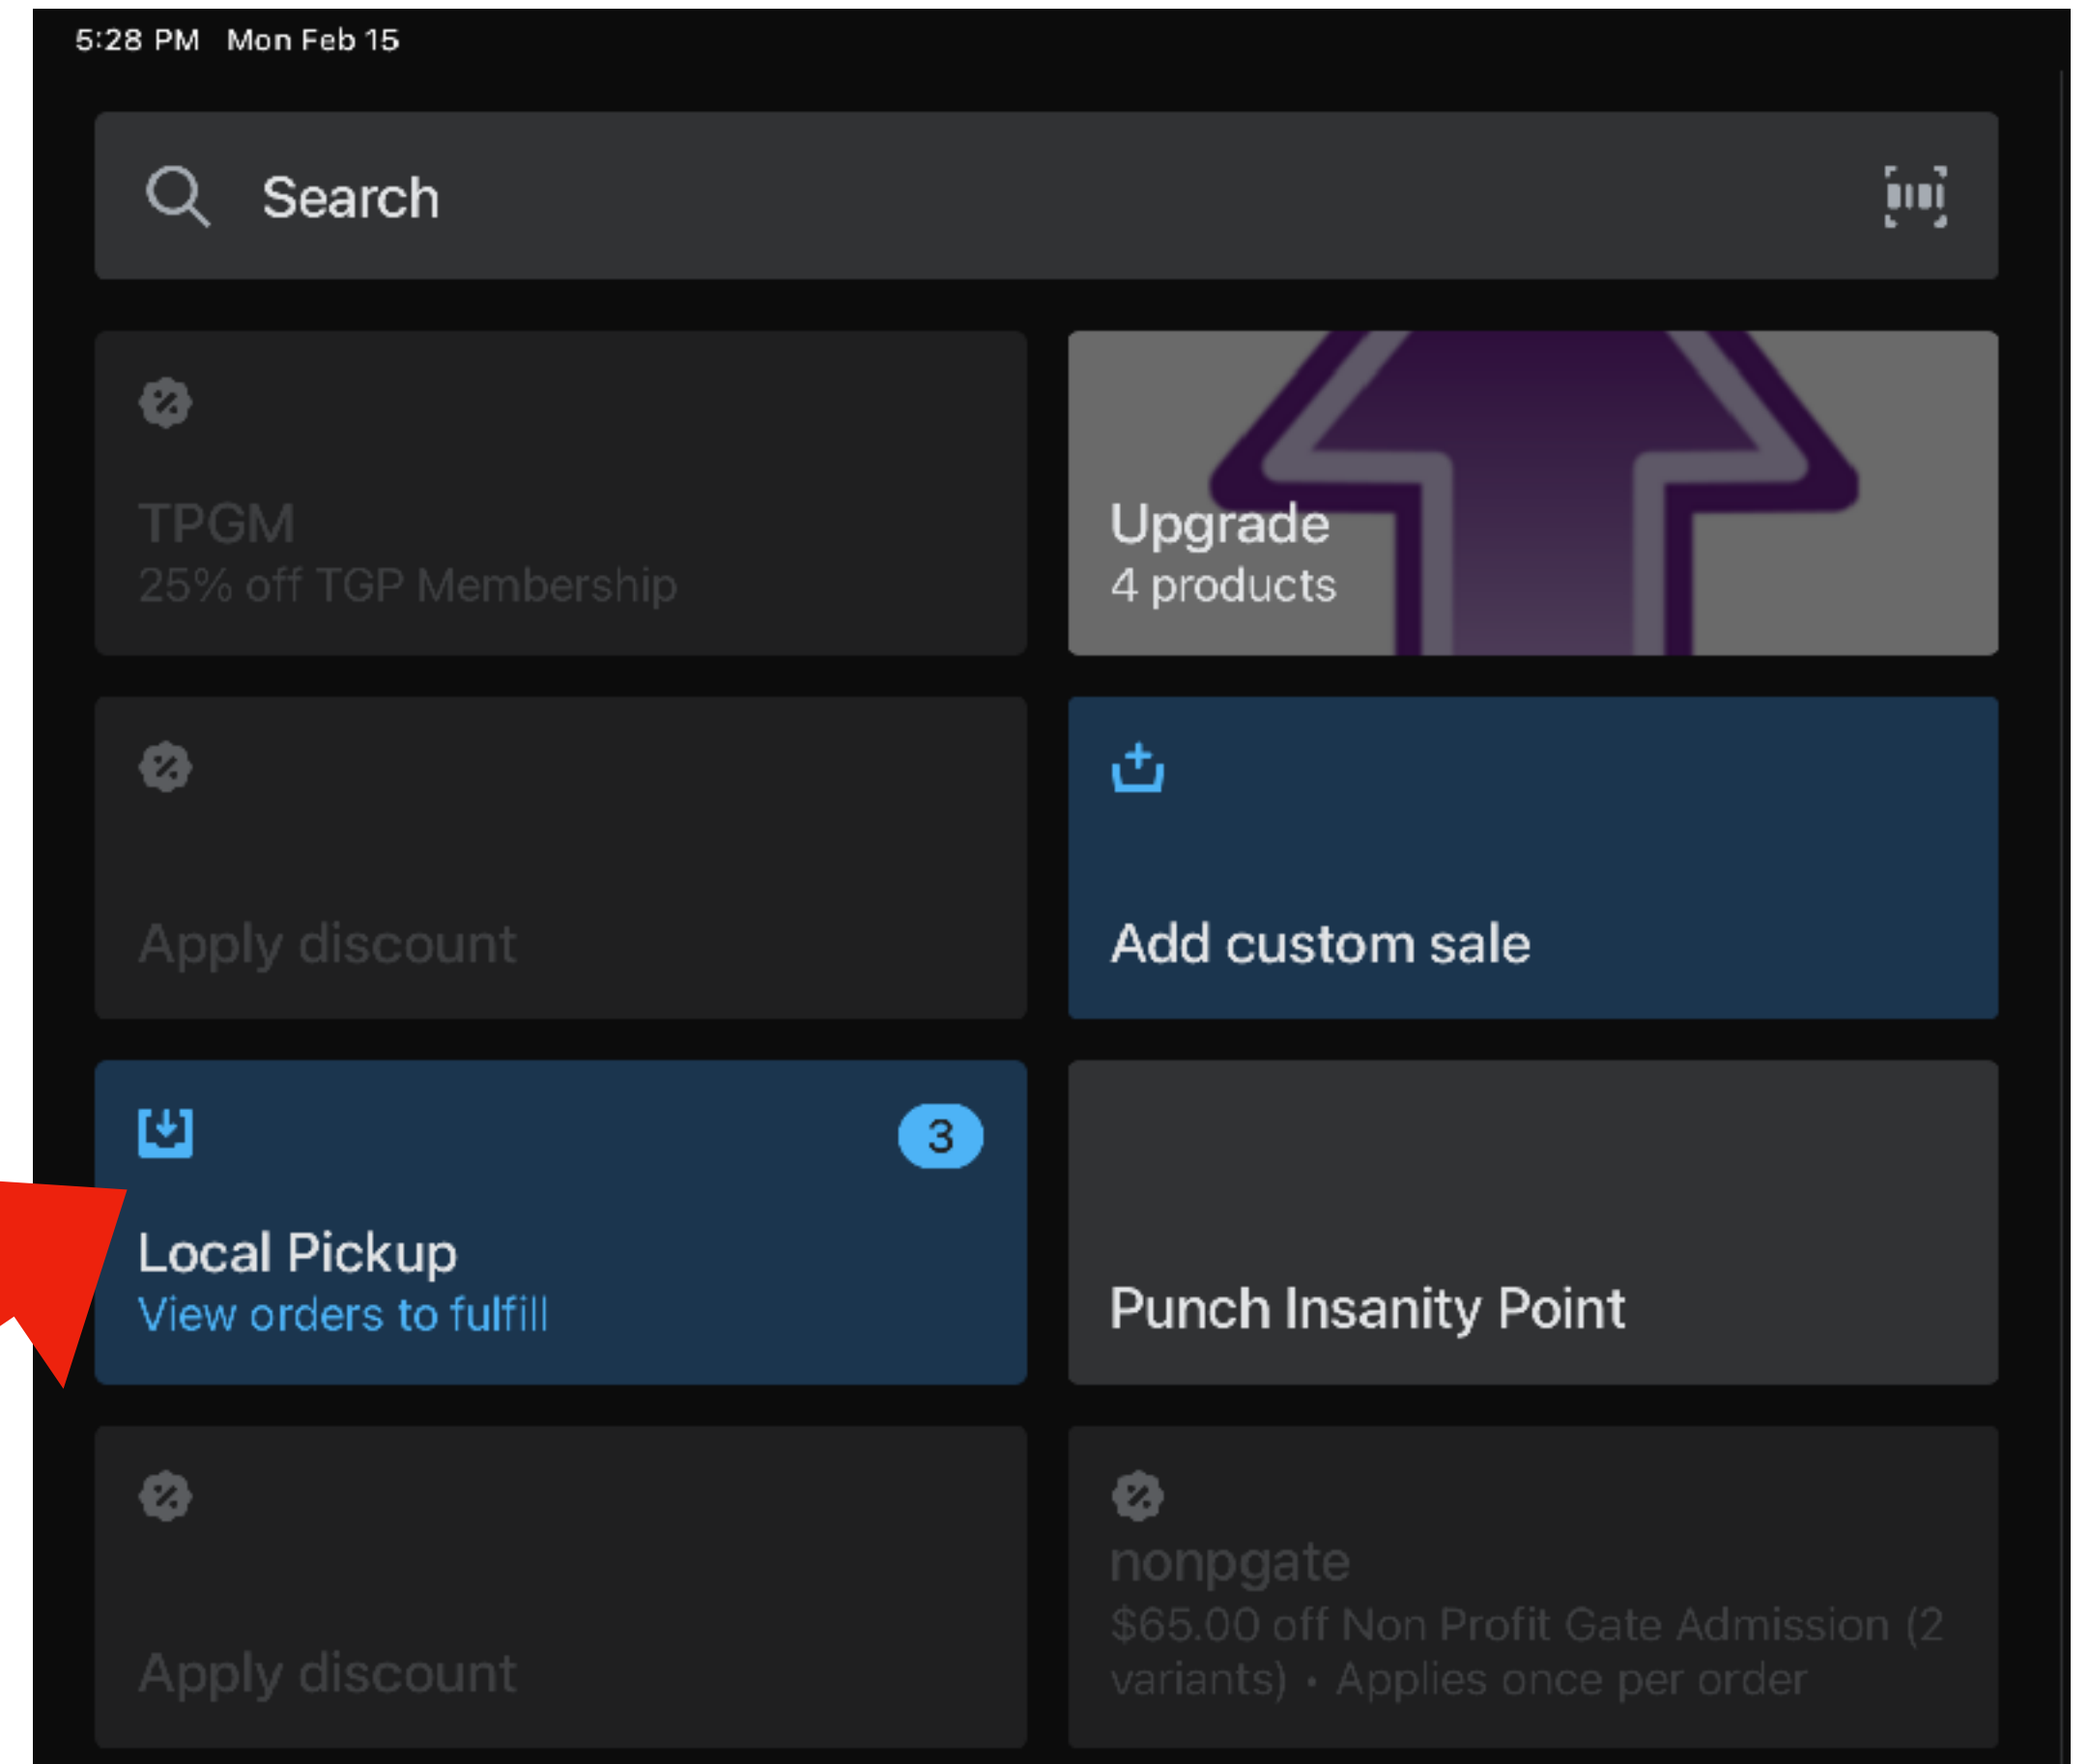 5:28 PM Mon Feb 15
Search
TPGM
25% off TGP Membership
Upgrade
4 products
Apply discount
Add custom sale
3
Local Pickup
View orders to fulfill
Punch Insanity Point
Apply discount
nonpgate
$65.00 off Non Profit Gate Admission (2
variants) • Applies once per order